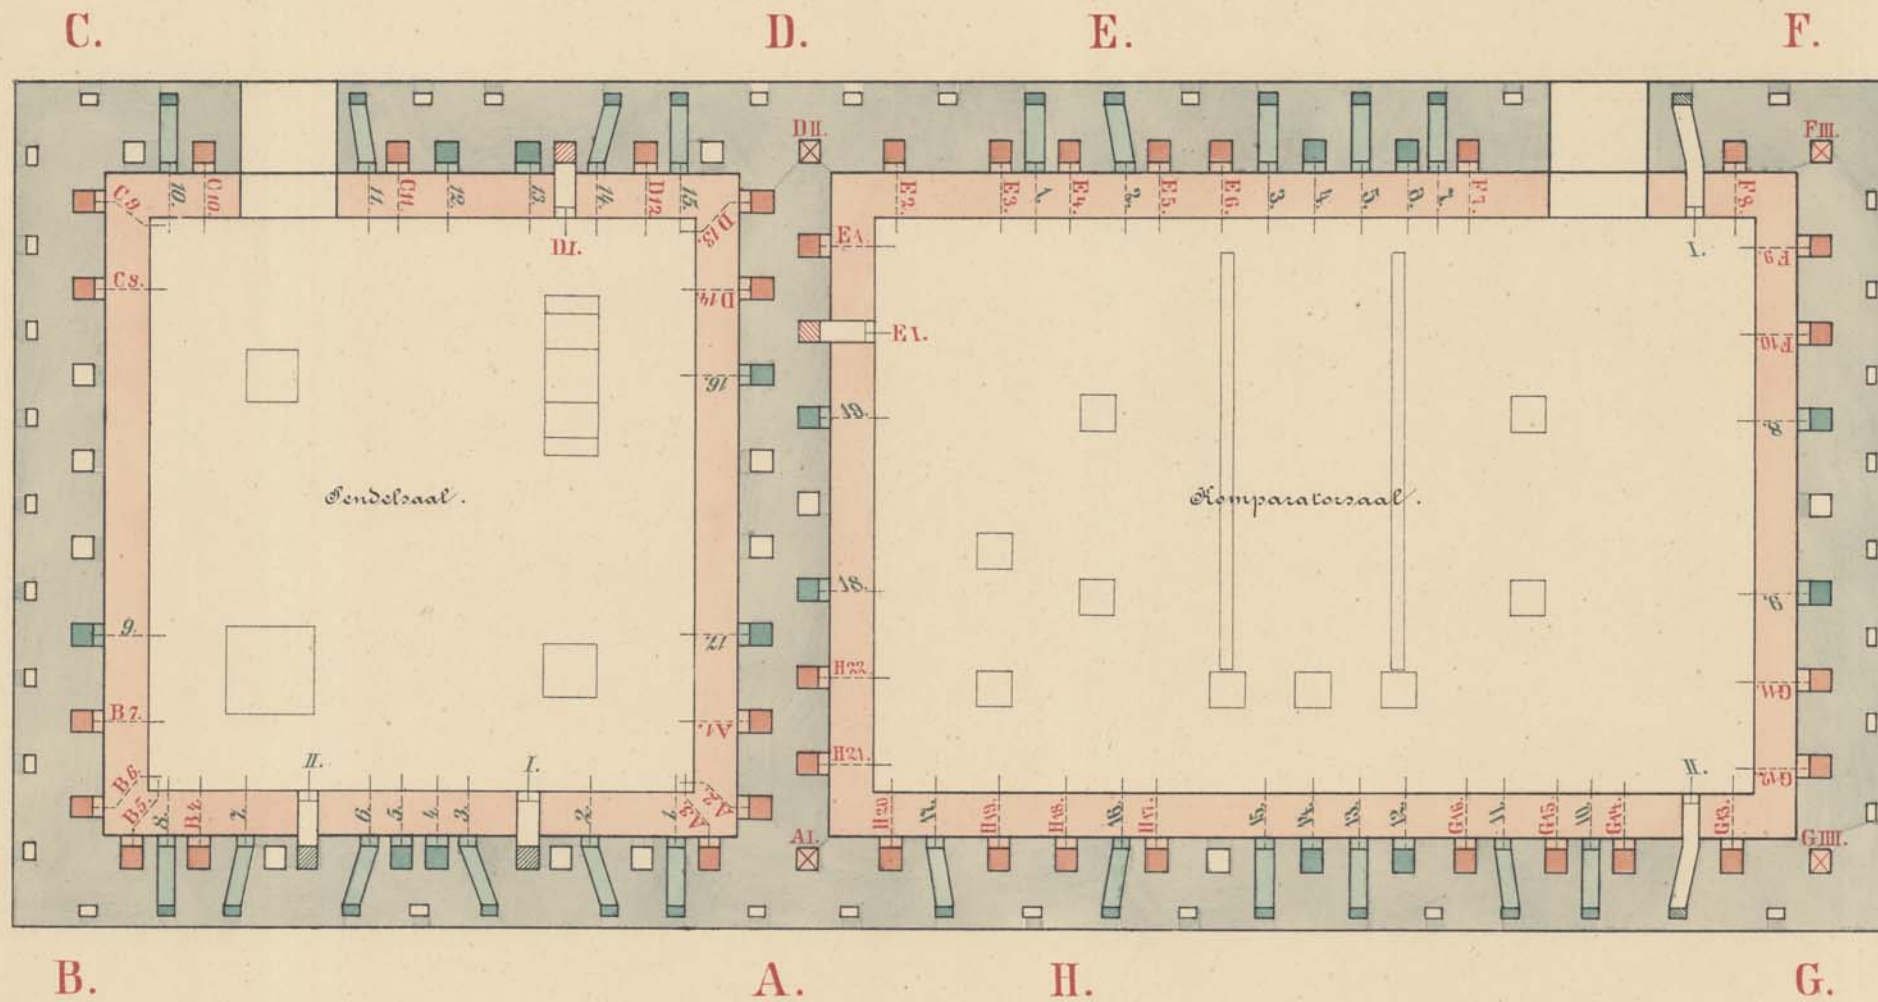 C. D. E. F.
DII. FIII.
10. C10. 11. C11. 12. 13. 14. D12. 15. E2. E3. 1. E4. 2. E5. E6. 3. 4. 5. 6. 7. F7. F8.
C9. D13.
DI. E1. I. F9.
C8. D14.
E1. F10.
16.
19. 8.
Pendelsaal. Komparatorsaal.
18. 9.
9. 17.
H22. G11.
B7. A1.
II. I. H21. II. G12.
B6. A2.
B5. 8. B4. 7. 6. 5. 4. 3. 2. 1. A3. H20. 17. H19. H18. 16. H17. 15. 14. 13. 12. G16. 11. G15. 10. G14. G13.
AI. GIIII.
B. A. H. G.